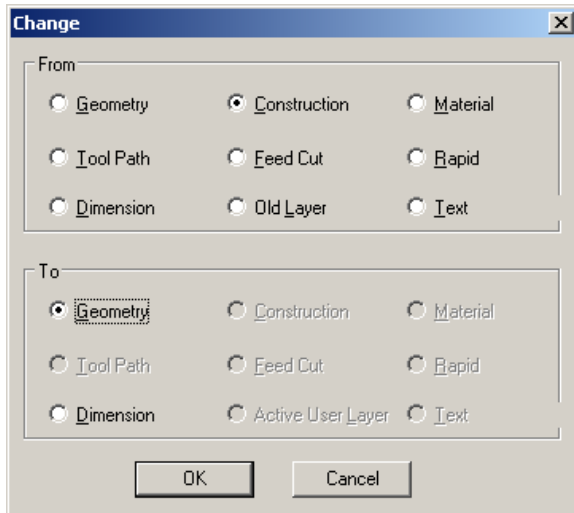 Change
From
Geometry Construction Material
Tool Path Feed Cut Rapid
Dimension Old Layer Text
To
Geometry Construction Material
Tool Path Feed Cut Rapid
Dimension Active User Layer Text
OK Cancel